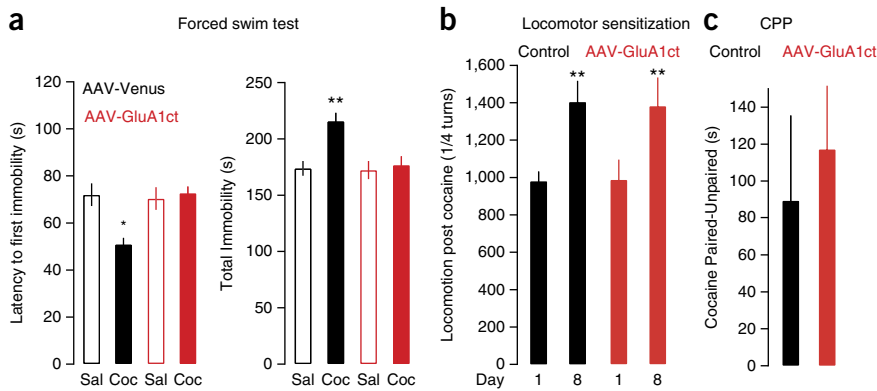 a
Forced swim test
Latency to first immobility (s)
120
100
80
60
40
20
0
AAV-Venus
AAV-GluA1ct
*
Sal Coc Sal Coc
Total Immobility (s)
250
200
150
100
50
0
**
Sal Coc Sal Coc
b
Locomotor sensitization
Control AAV-GluA1ct
Locomotion post cocaine (1/4 turns)
1,600
1,400
1,200
1,000
800
600
400
200
0
** **
Day 1 8 1 8
c
CPP
Control AAV-GluA1ct
Cocaine Paired-Unpaired (s)
140
120
100
80
60
40
20
0